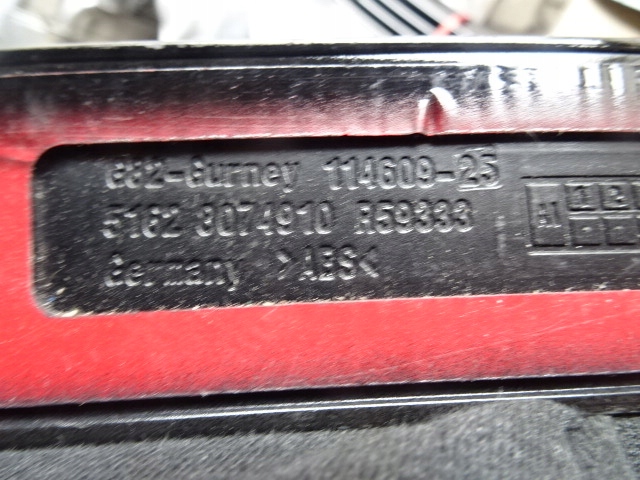 G82-Gurney 114609-25
5162 8074910 R59333
Germany >ABS<